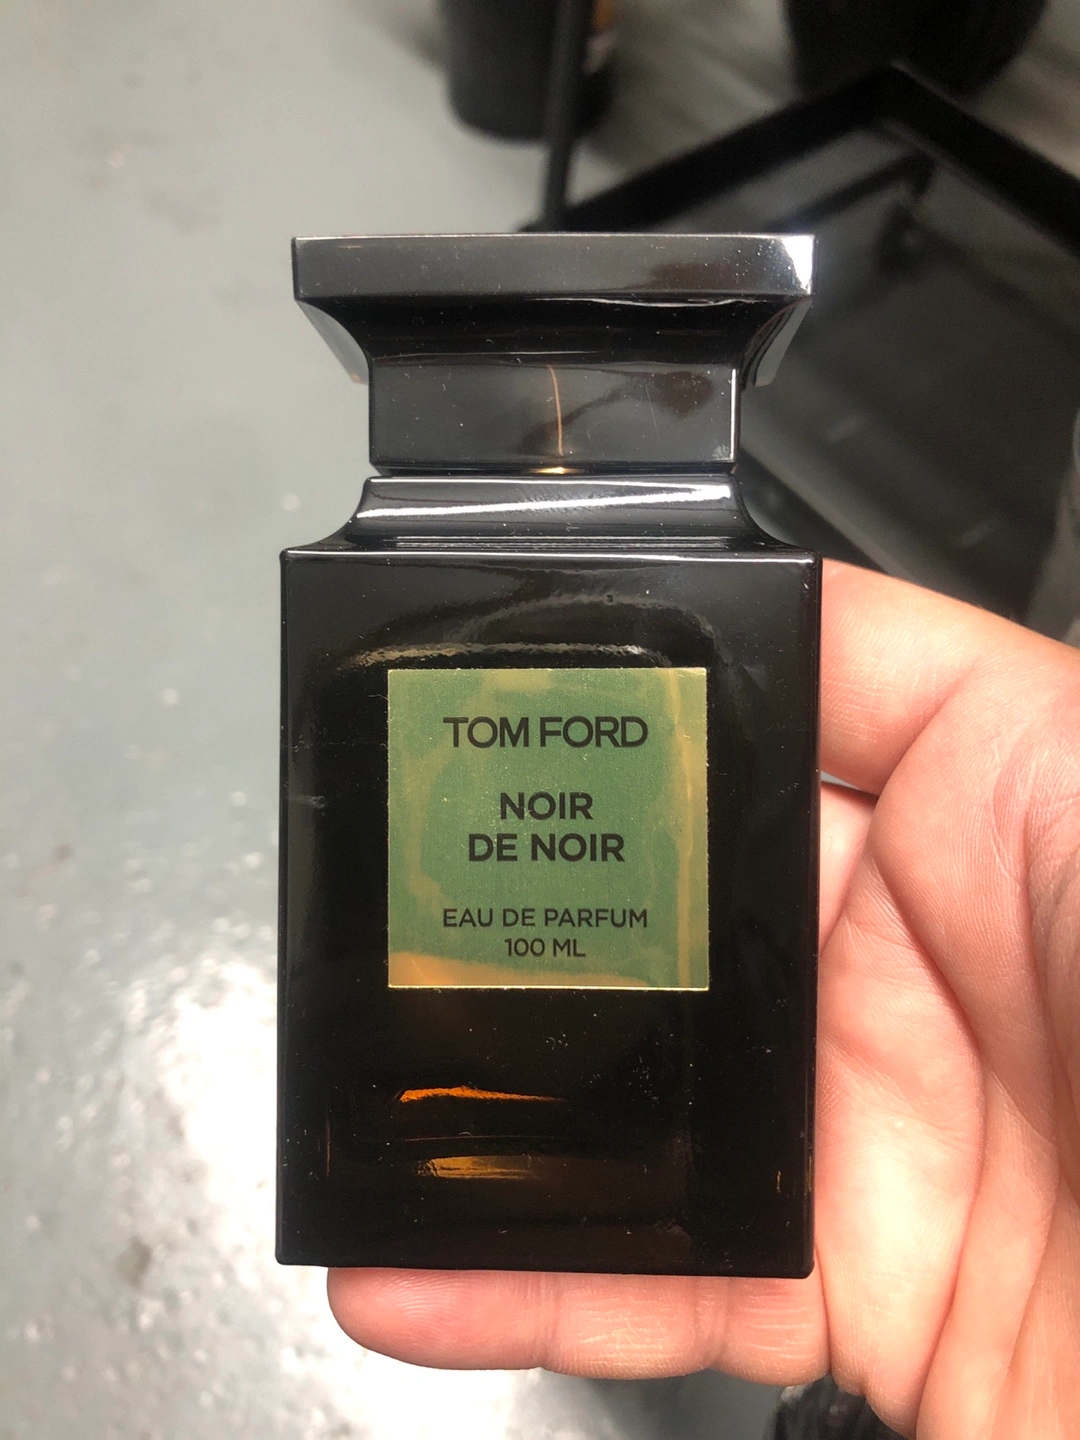 TOM FORD
NOIR
DE NOIR
EAU DE PARFUM
100 ML